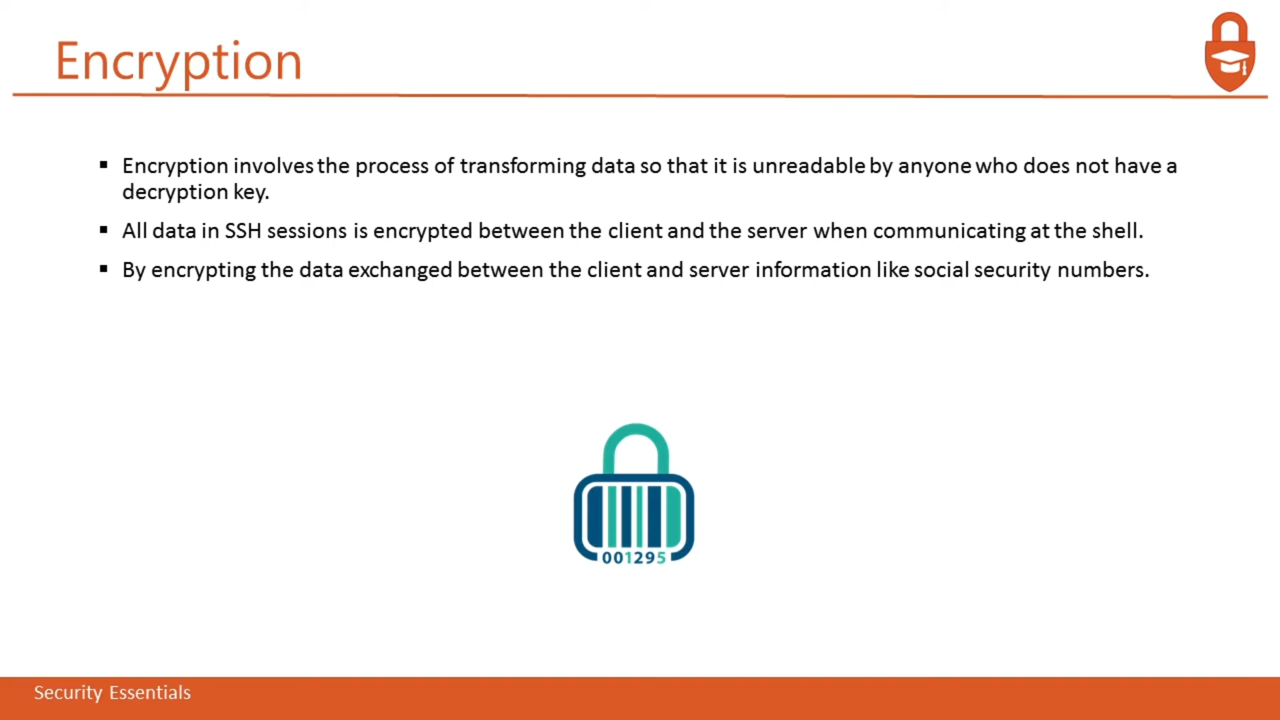 Encryption
▪ Encryption involves the process of transforming data so that it is unreadable by anyone who does not have a
decryption key.
▪ All data in SSH sessions is encrypted between the client and the server when communicating at the shell.
▪ By encrypting the data exchanged between the client and server information like social security numbers.
001295
Security Essentials